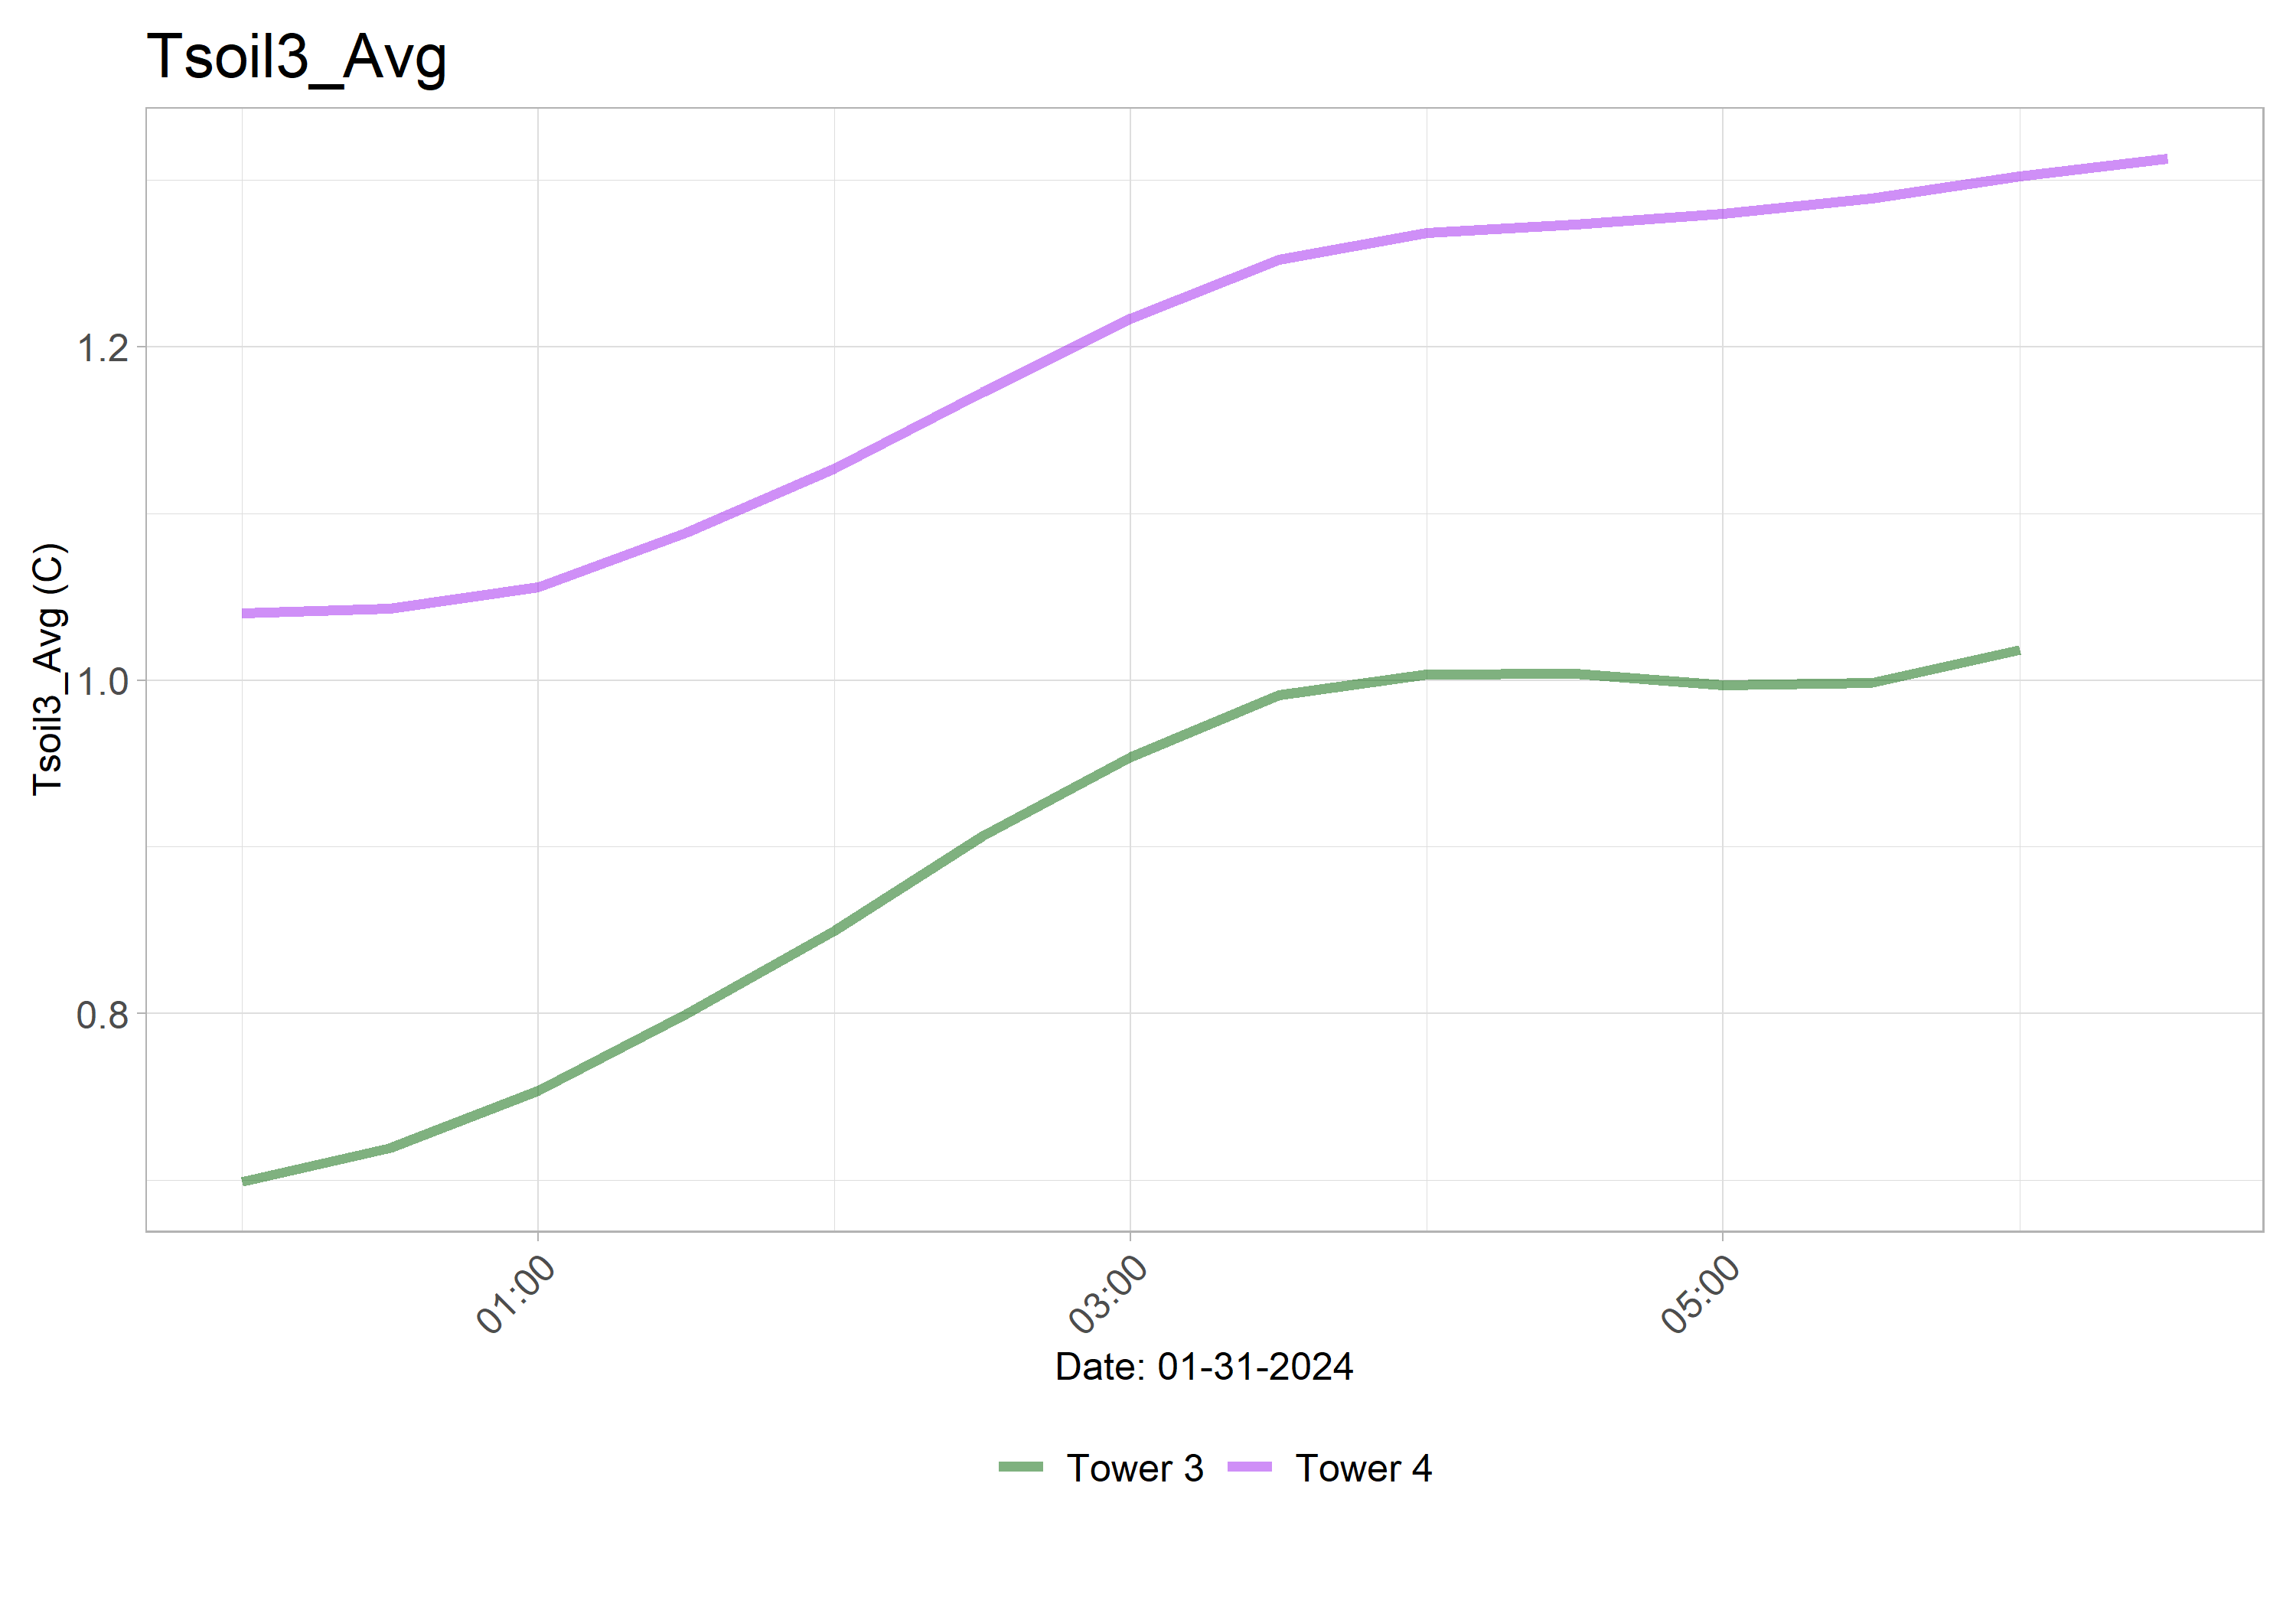 Tsoil3_Avg
Tsoil3_Avg (C)
1.2
1.0
0.8
01:00
03:00
05:00
Date: 01-31-2024
Tower 3
Tower 4